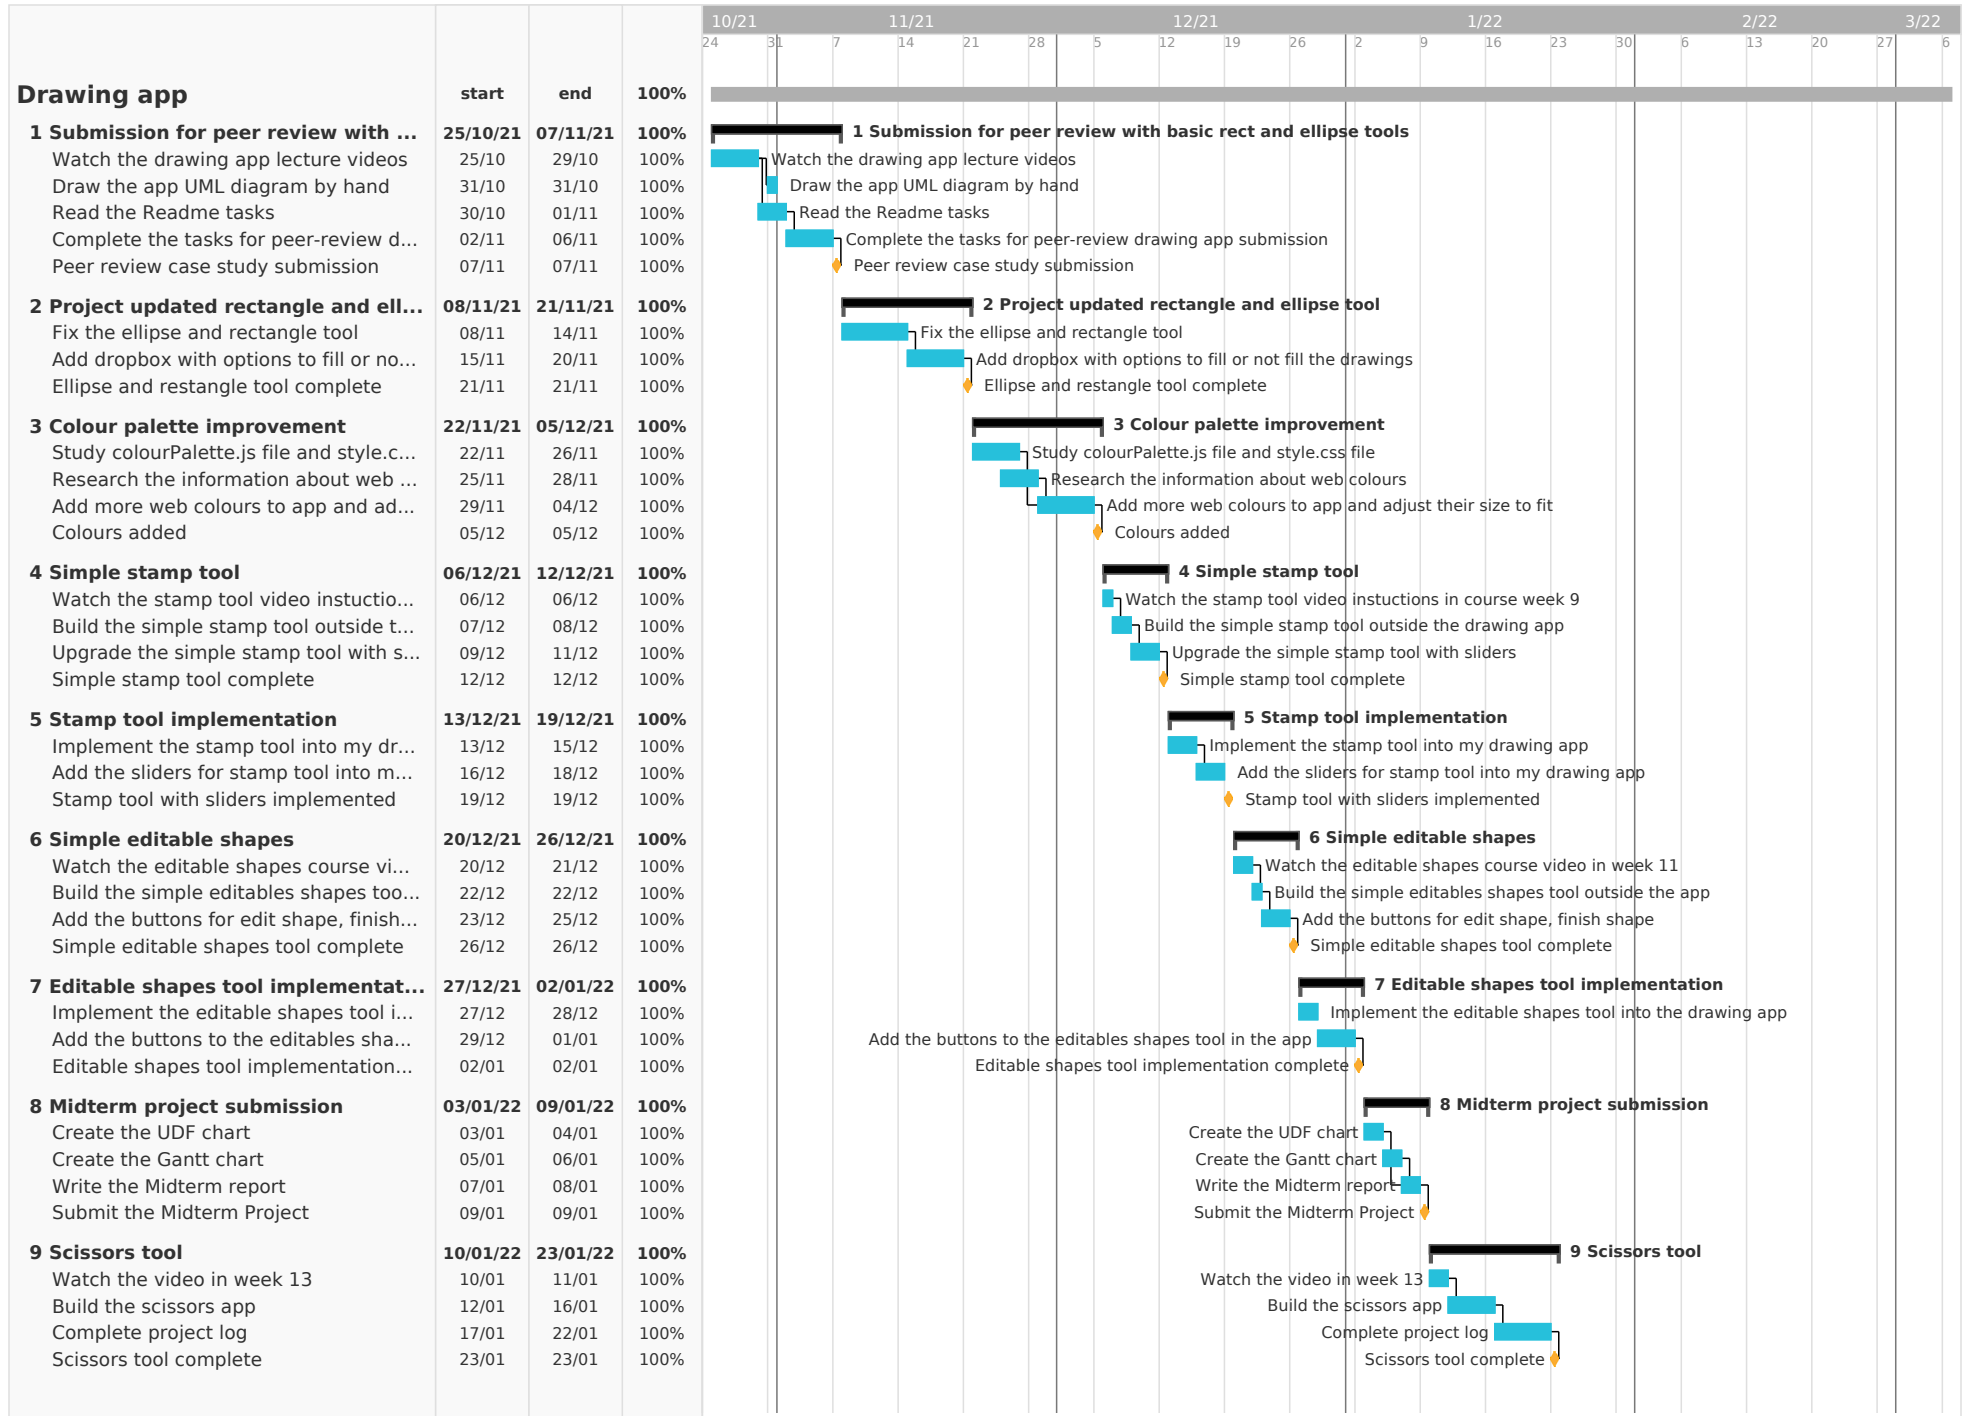 10/21 11/21 12/21 1/22 2/22 3/22
24 31 7 14 21 28 5 12 19 26 2 9 16 23 30 6 13 20 27 6
Drawing app start end 100%
1 Submission for peer review with ... 25/10/21 07/11/21 100% 1 Submission for peer review with basic rect and ellipse tools
Watch the drawing app lecture videos 25/10 29/10 100% Watch the drawing app lecture videos
Draw the app UML diagram by hand 31/10 31/10 100% Draw the app UML diagram by hand
Read the Readme tasks 30/10 01/11 100% Read the Readme tasks
Complete the tasks for peer-review d... 02/11 06/11 100% Complete the tasks for peer-review drawing app submission
Peer review case study submission 07/11 07/11 100% Peer review case study submission
2 Project updated rectangle and ell... 08/11/21 21/11/21 100% 2 Project updated rectangle and ellipse tool
Fix the ellipse and rectangle tool 08/11 14/11 100% Fix the ellipse and rectangle tool
Add dropbox with options to fill or no... 15/11 20/11 100% Add dropbox with options to fill or not fill the drawings
Ellipse and restangle tool complete 21/11 21/11 100% Ellipse and restangle tool complete
3 Colour palette improvement 22/11/21 05/12/21 100% 3 Colour palette improvement
Study colourPalette.js file and style.c... 22/11 26/11 100% Study colourPalette.js file and style.css file
Research the information about web ... 25/11 28/11 100% Research the information about web colours
Add more web colours to app and ad... 29/11 04/12 100% Add more web colours to app and adjust their size to fit
Colours added 05/12 05/12 100% Colours added
4 Simple stamp tool 06/12/21 12/12/21 100% 4 Simple stamp tool
Watch the stamp tool video instuctio... 06/12 06/12 100% Watch the stamp tool video instuctions in course week 9
Build the simple stamp tool outside t... 07/12 08/12 100% Build the simple stamp tool outside the drawing app
Upgrade the simple stamp tool with s... 09/12 11/12 100% Upgrade the simple stamp tool with sliders
Simple stamp tool complete 12/12 12/12 100% Simple stamp tool complete
5 Stamp tool implementation 13/12/21 19/12/21 100% 5 Stamp tool implementation
Implement the stamp tool into my dr... 13/12 15/12 100% Implement the stamp tool into my drawing app
Add the sliders for stamp tool into m... 16/12 18/12 100% Add the sliders for stamp tool into my drawing app
Stamp tool with sliders implemented 19/12 19/12 100% Stamp tool with sliders implemented
6 Simple editable shapes 20/12/21 26/12/21 100% 6 Simple editable shapes
Watch the editable shapes course vi... 20/12 21/12 100% Watch the editable shapes course video in week 11
Build the simple editables shapes too... 22/12 22/12 100% Build the simple editables shapes tool outside the app
Add the buttons for edit shape, finish... 23/12 25/12 100% Add the buttons for edit shape, finish shape
Simple editable shapes tool complete 26/12 26/12 100% Simple editable shapes tool complete
7 Editable shapes tool implementat... 27/12/21 02/01/22 100% 7 Editable shapes tool implementation
Implement the editable shapes tool i... 27/12 28/12 100% Implement the editable shapes tool into the drawing app
Add the buttons to the editables sha... 29/12 01/01 100% Add the buttons to the editables shapes tool in the app
Editable shapes tool implementation... 02/01 02/01 100% Editable shapes tool implementation complete
8 Midterm project submission 03/01/22 09/01/22 100% 8 Midterm project submission
Create the UDF chart 03/01 04/01 100% Create the UDF chart
Create the Gantt chart 05/01 06/01 100% Create the Gantt chart
Write the Midterm report 07/01 08/01 100% Write the Midterm report
Submit the Midterm Project 09/01 09/01 100% Submit the Midterm Project
9 Scissors tool 10/01/22 23/01/22 100% 9 Scissors tool
Watch the video in week 13 10/01 11/01 100% Watch the video in week 13
Build the scissors app 12/01 16/01 100% Build the scissors app
Complete project log 17/01 22/01 100% Complete project log
Scissors tool complete 23/01 23/01 100% Scissors tool complete